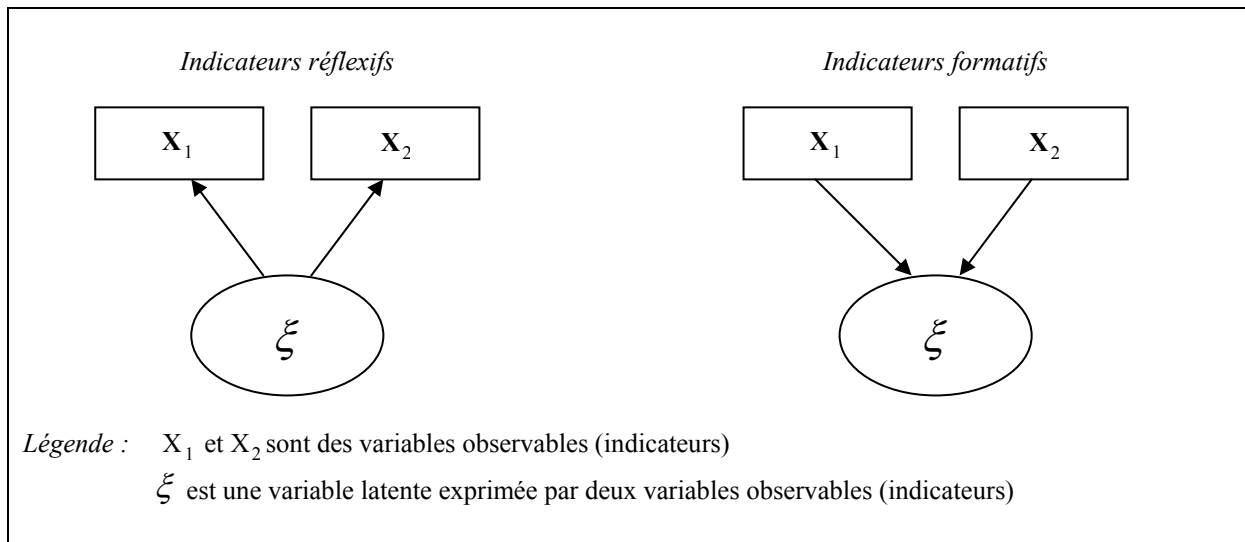 Indicateurs réflexifs Indicateurs formatifs
X₁ X₂ X₁ X₂
ξ ξ
Légende : X₁ et X₂ sont des variables observables (indicateurs)
ξ est une variable latente exprimée par deux variables observables (indicateurs)